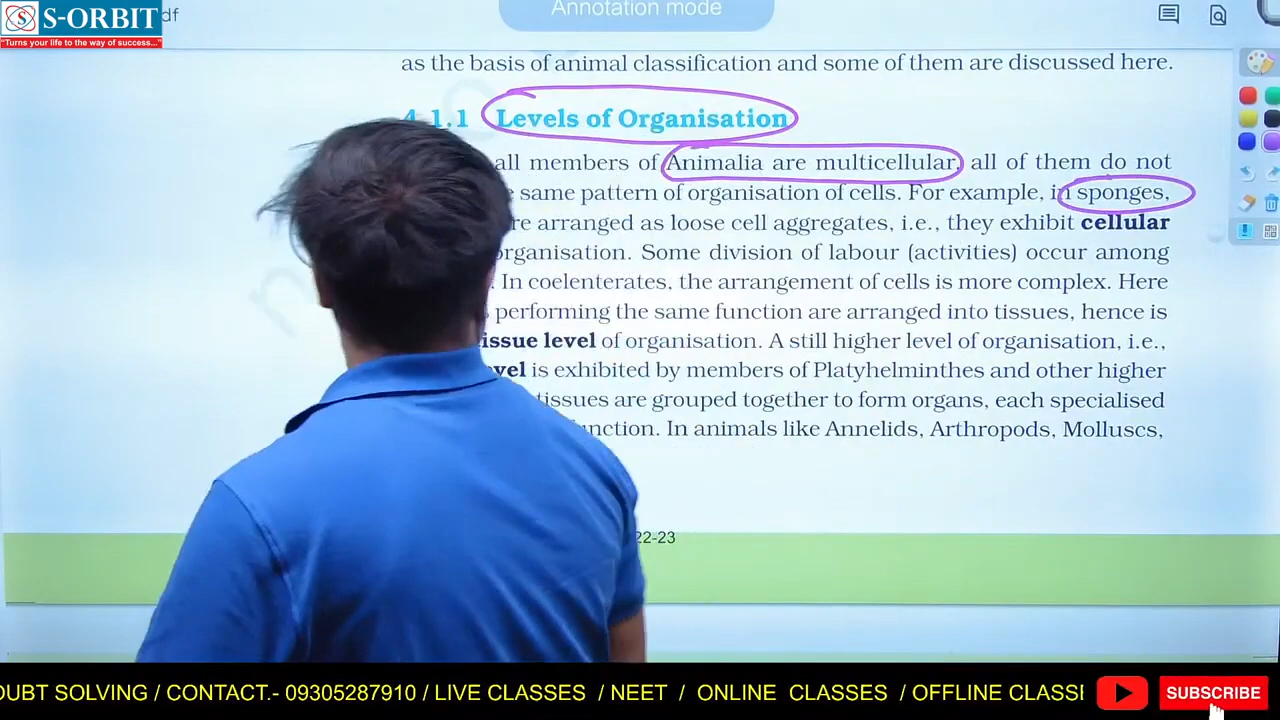 S-ORBIT
"Turns your life to the way of success..."
df
Annotation mode
as the basis of animal classification and some of them are discussed here.
4.1.1 Levels of Organisation
all members of Animalia are multicellular, all of them do not
same pattern of organisation of cells. For example, in sponges,
re arranged as loose cell aggregates, i.e., they exhibit cellular
rganisation. Some division of labour (activities) occur among
. In coelenterates, the arrangement of cells is more complex. Here
performing the same function are arranged into tissues, hence is
issue level of organisation. A still higher level of organisation, i.e.,
vel is exhibited by members of Platyhelminthes and other higher
tissues are grouped together to form organs, each specialised
unction. In animals like Annelids, Arthropods, Molluscs,
22-23
OUBT SOLVING / CONTACT.- 09305287910 / LIVE CLASSES / NEET / ONLINE CLASSES / OFFLINE CLASSE
SUBSCRIBE